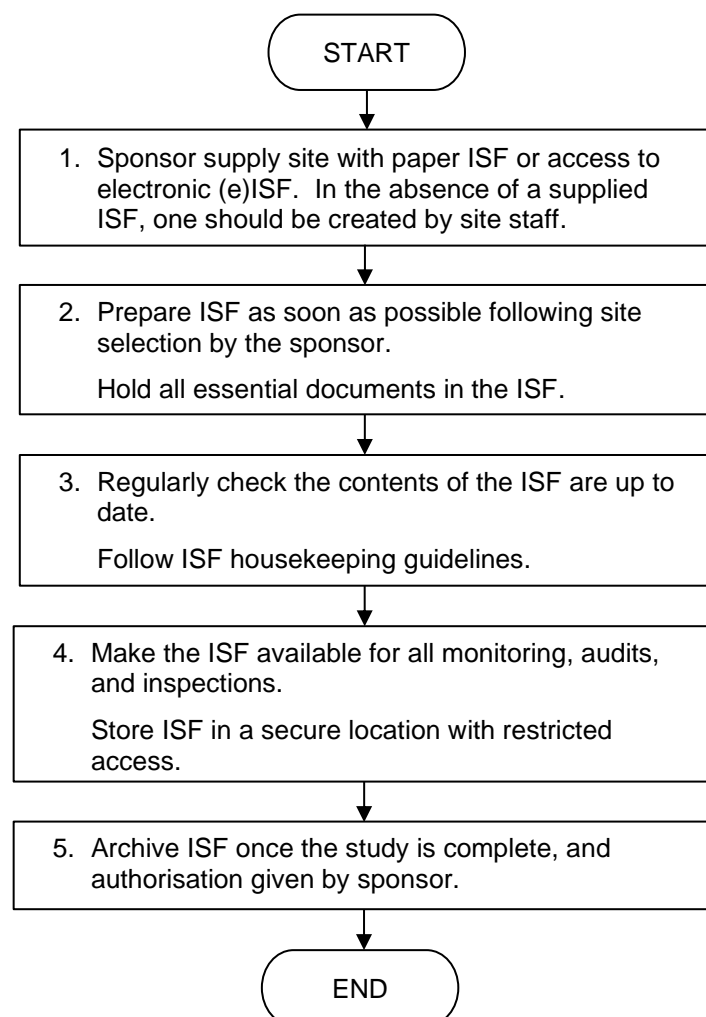 START
1. Sponsor supply site with paper ISF or access to
electronic (e)ISF. In the absence of a supplied
ISF, one should be created by site staff.
2. Prepare ISF as soon as possible following site
selection by the sponsor.
Hold all essential documents in the ISF.
3. Regularly check the contents of the ISF are up to
date.
Follow ISF housekeeping guidelines.
4. Make the ISF available for all monitoring, audits,
and inspections.
Store ISF in a secure location with restricted
access.
5. Archive ISF once the study is complete, and
authorisation given by sponsor.
END